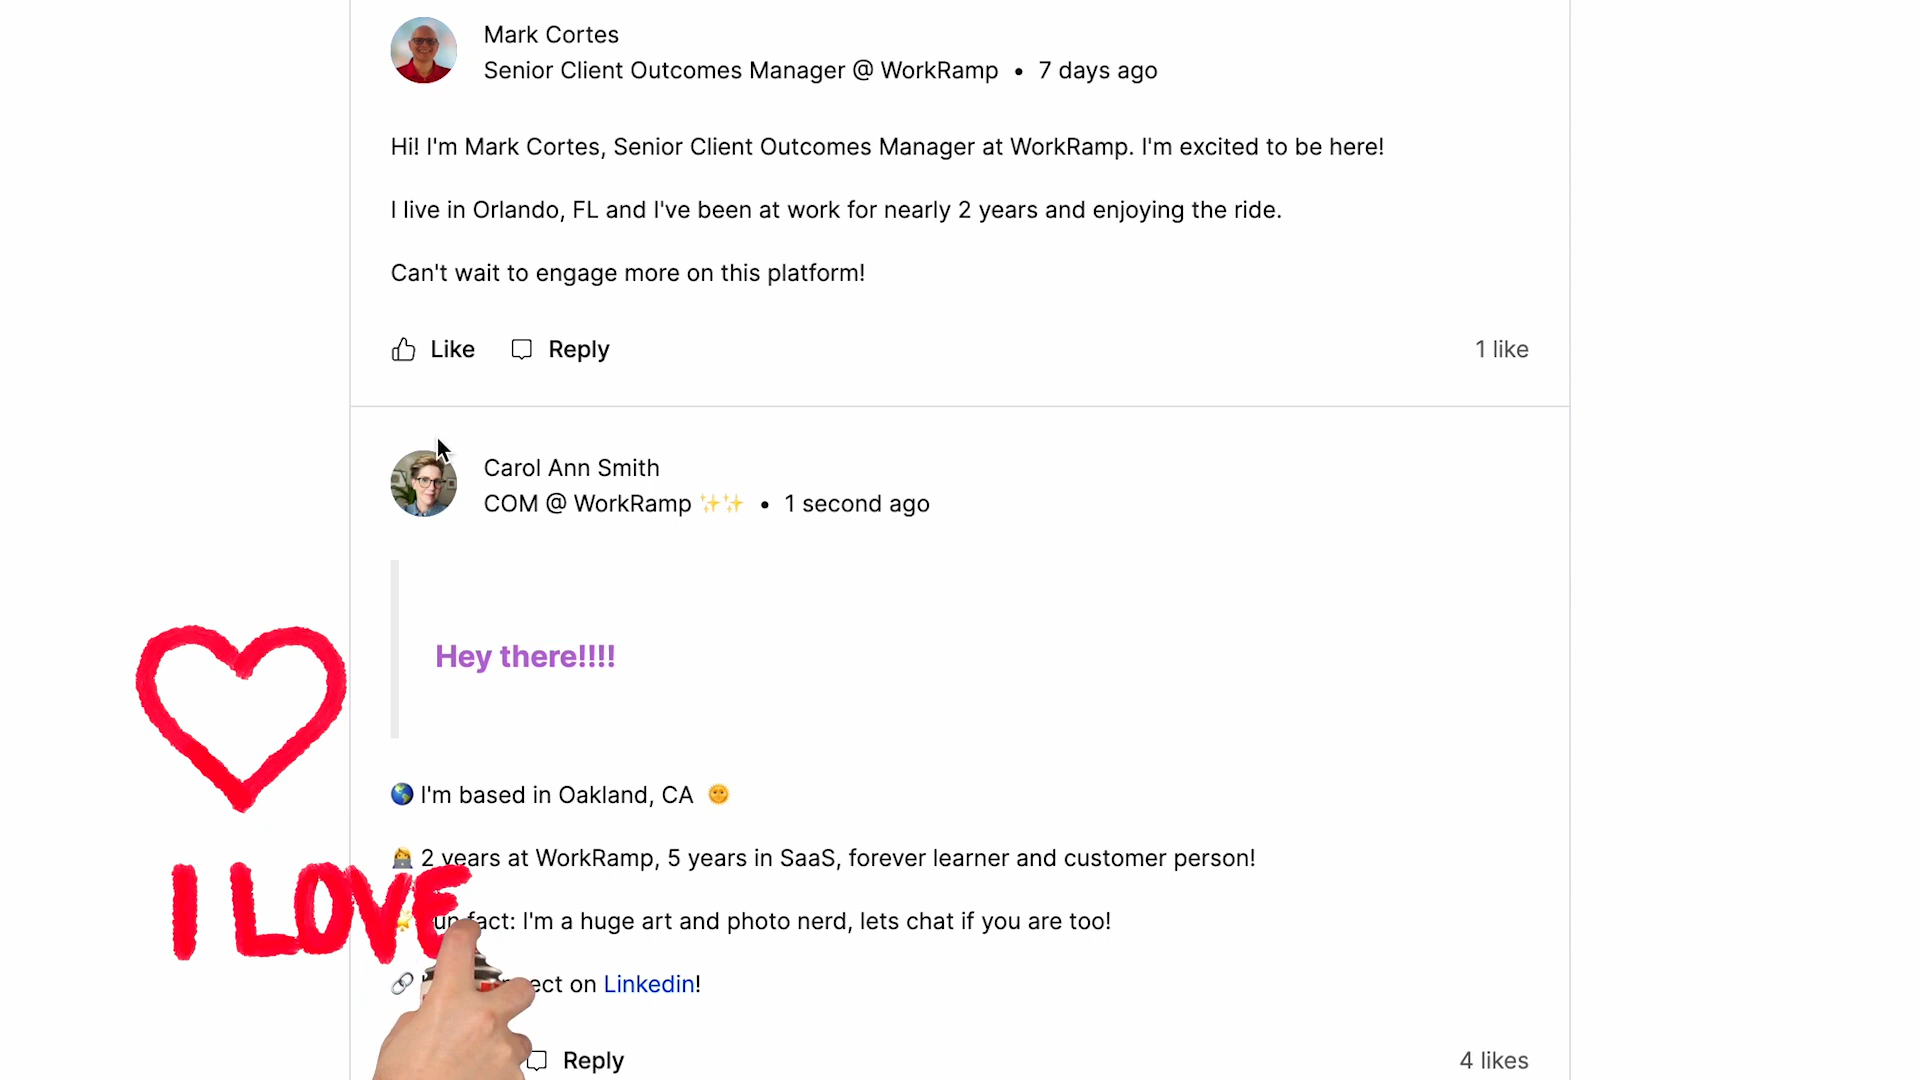 Mark Cortes
Senior Client Outcomes Manager @ WorkRamp • 7 days ago
Hi! I'm Mark Cortes, Senior Client Outcomes Manager at WorkRamp. I'm excited to be here!
I live in Orlando, FL and I've been at work for nearly 2 years and enjoying the ride.
Can't wait to engage more on this platform!
Like Reply 1 like
Carol Ann Smith
COM @ WorkRamp ✨✨ • 1 second ago
Hey there!!!!
🌎 I'm based in Oakland, CA 🌞
👩‍💻 2 years at WorkRamp, 5 years in SaaS, forever learner and customer person!
fact: I'm a huge art and photo nerd, lets chat if you are too!
I LOVE
🔗 on Linkedin!
Reply 4 likes